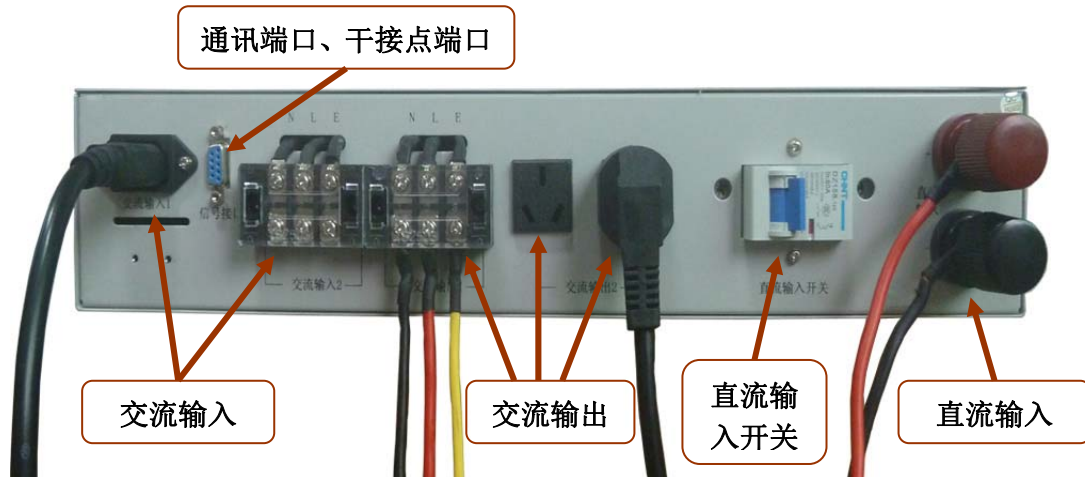 通讯端口、干接点端口
N L E
N L E
交流输入1
信号接口
CHNT
DZ158-125
交流输入2
交流输出2
直流输入开关
交流输入
交流输出
直流输
入开关
直流输入